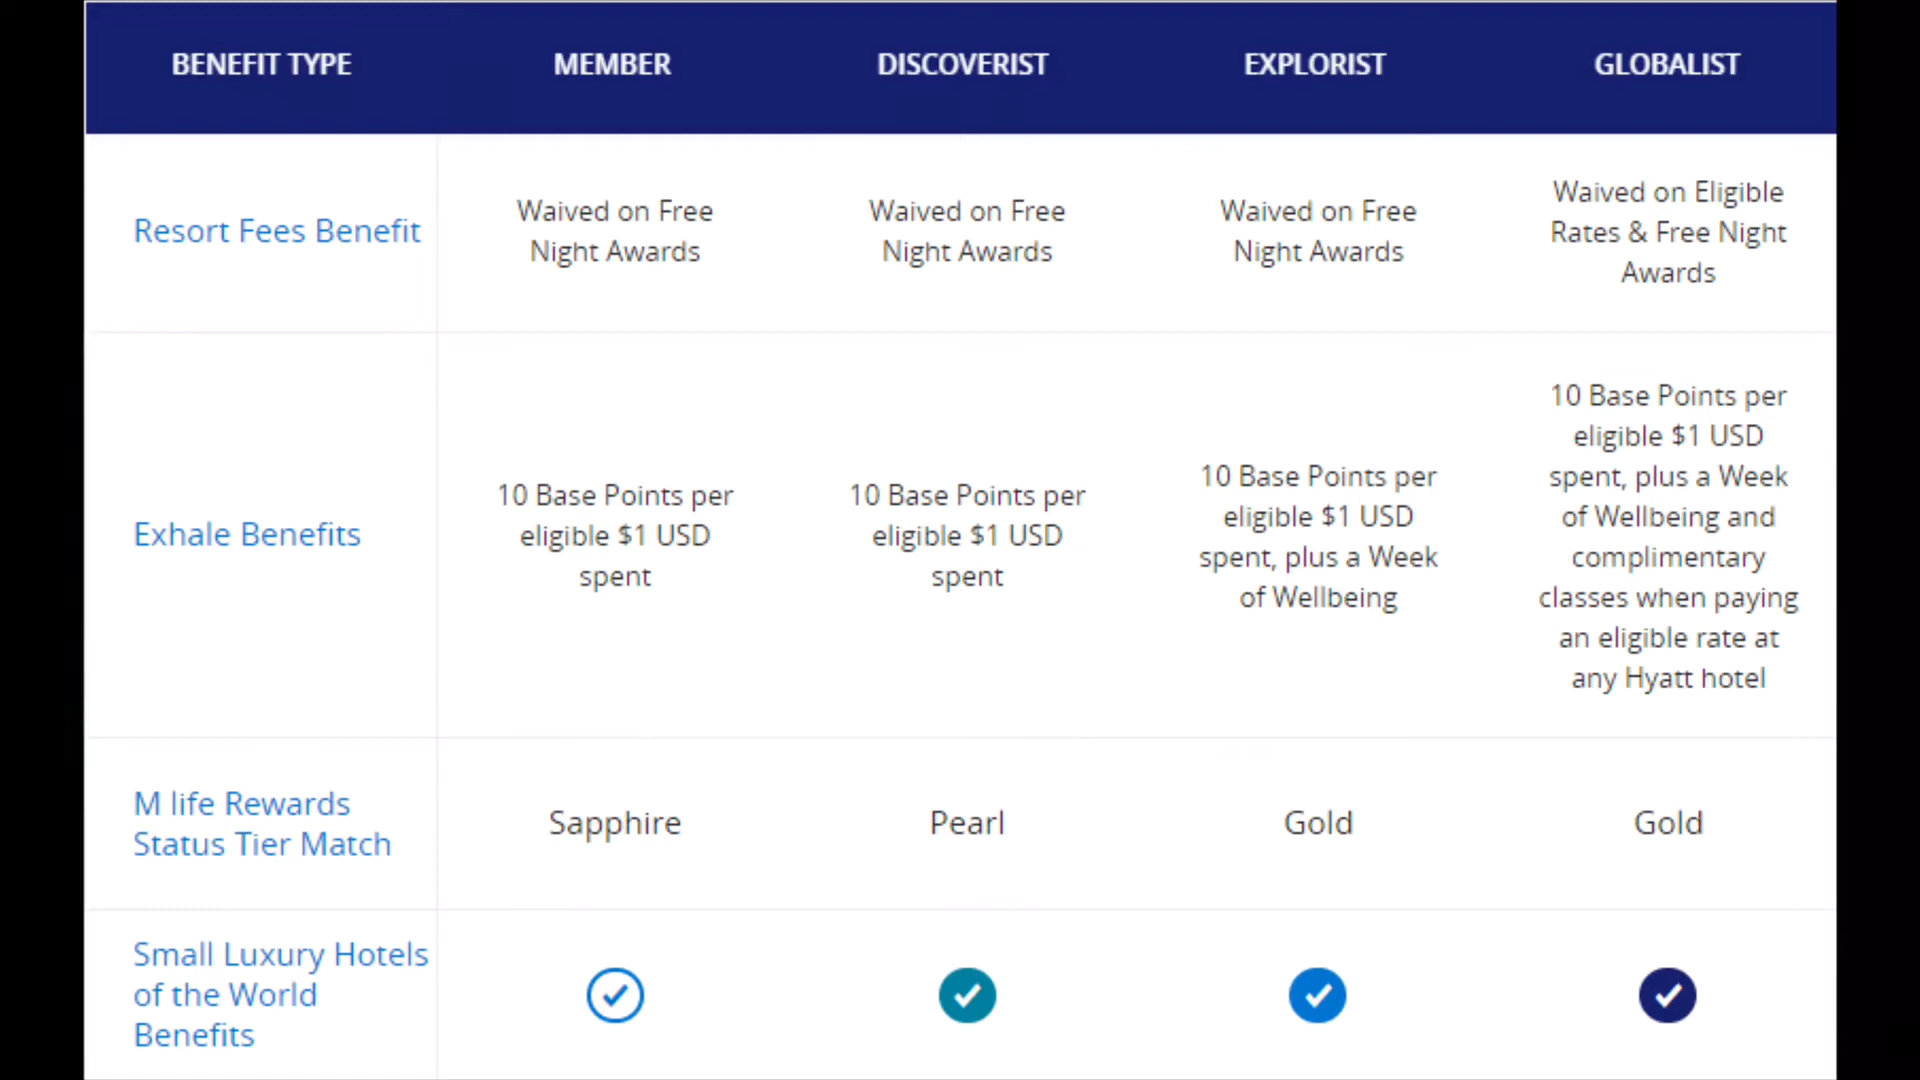 BENEFIT TYPE MEMBER DISCOVERIST EXPLORIST GLOBALIST
Resort Fees Benefit
Waived on Free
Night Awards
Waived on Free
Night Awards
Waived on Free
Night Awards
Waived on Eligible
Rates & Free Night
Awards
Exhale Benefits
10 Base Points per
eligible $1 USD
spent
10 Base Points per
eligible $1 USD
spent
10 Base Points per
eligible $1 USD
spent, plus a Week
of Wellbeing
10 Base Points per
eligible $1 USD
spent, plus a Week
of Wellbeing and
complimentary
classes when paying
an eligible rate at
any Hyatt hotel
M life Rewards
Status Tier Match
Sapphire
Pearl
Gold
Gold
Small Luxury Hotels
of the World
Benefits